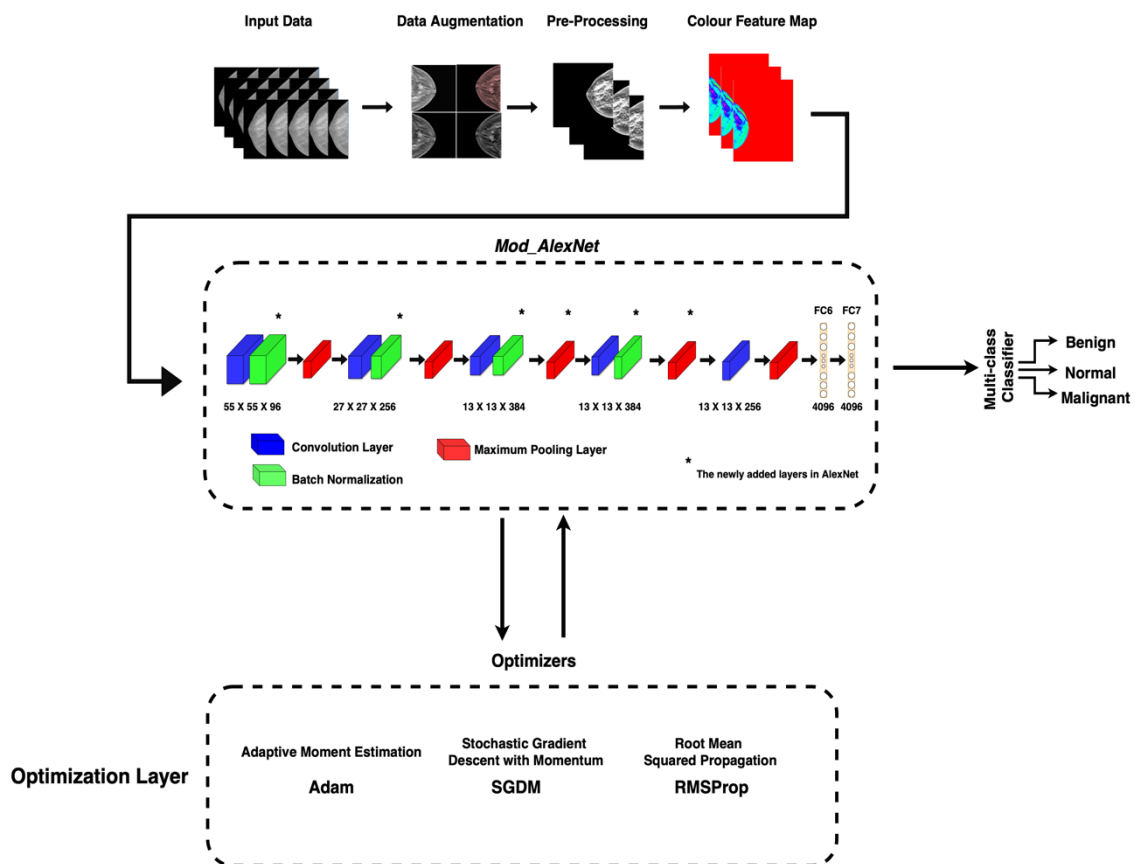 Input Data
Data Augmentation
Pre-Processing
Colour Feature Map
Mod_AlexNet
*
*
*
*
*
*
FC6
FC7
55 X 55 X 96
27 X 27 X 256
13 X 13 X 384
13 X 13 X 384
13 X 13 X 256
4096
4096
Convolution Layer
Maximum Pooling Layer
Batch Normalization
* The newly added layers in AlexNet
Multi-class
Classifier
Benign
Normal
Malignant
Optimizers
Optimization Layer
Adaptive Moment Estimation
Adam
Stochastic Gradient
Descent with Momentum
SGDM
Root Mean
Squared Propagation
RMSProp